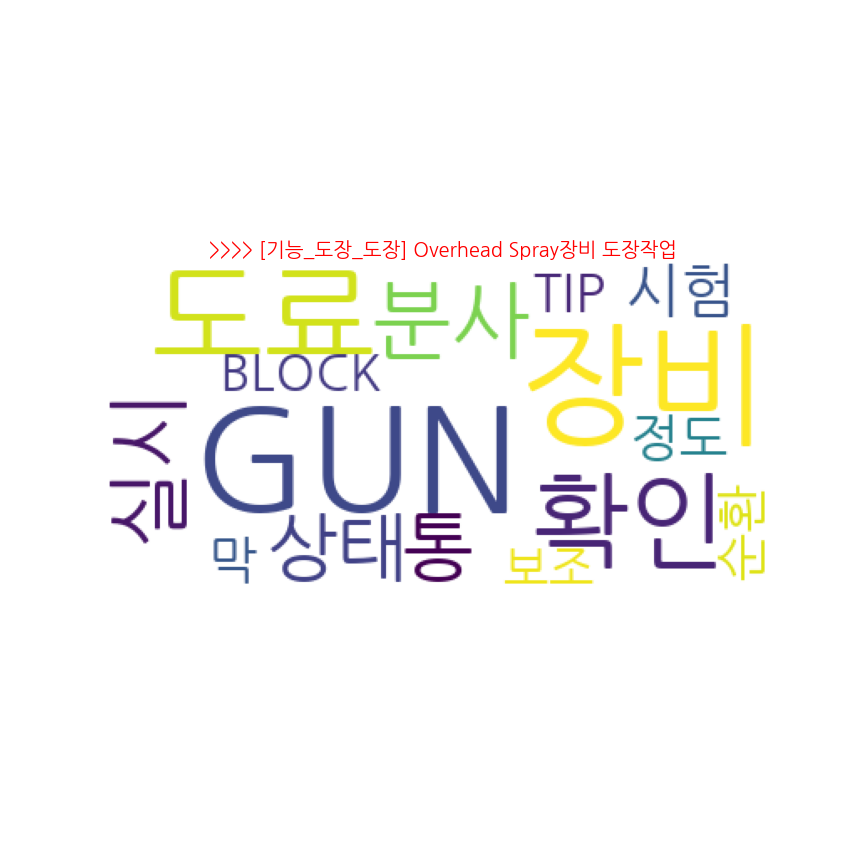 >>>> [기능_도장_도장] Overhead Spray장비 도장작업
도료
분사
TIP
시험
BLOCK
장비
실시
GUN
정도
확인
순환
막
상태
통
보조